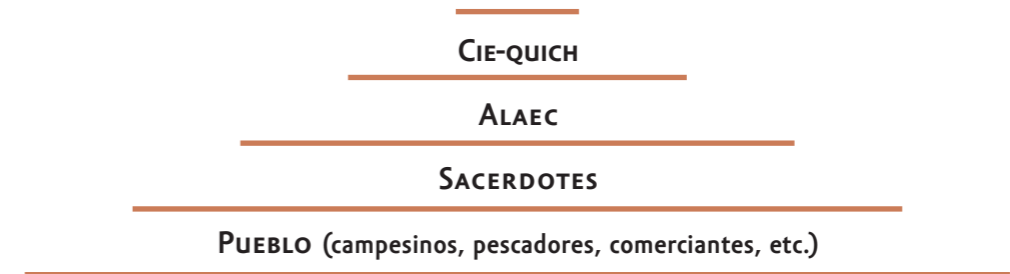 Cie-quich
Alaec
Sacerdotes
Pueblo (campesinos, pescadores, comerciantes, etc.)